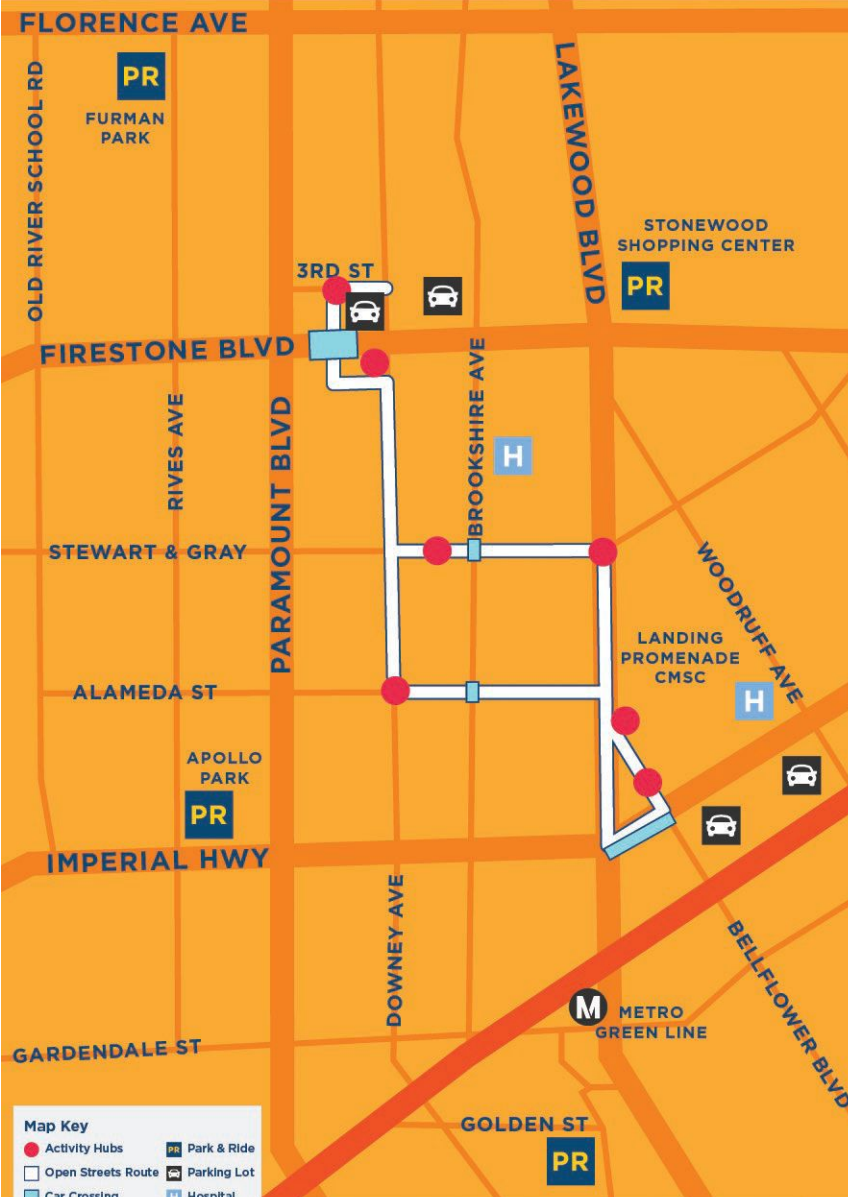 FLORENCE AVE
OLD RIVER SCHOOL RD
PR
FURMAN
PARK
LAKEWOOD BLVD
STONEWOOD
SHOPPING CENTER
PR
3RD ST
FIRESTONE BLVD
RIVES AVE
PARAMOUNT BLVD
BROOKSHIRE AVE
H
STEWART & GRAY
WOODRUFF AVE
LANDING
PROMENADE
CMSC
H
ALAMEDA ST
APOLLO
PARK
PR
IMPERIAL HWY
DOWNEY AVE
BELLFLOWER BLVD
M
METRO
GREEN LINE
GARDENDALE ST
GOLDEN ST
PR
Map Key
Activity Hubs
PR Park & Ride
Open Streets Route
Parking Lot
Car Crossing
H Hospital